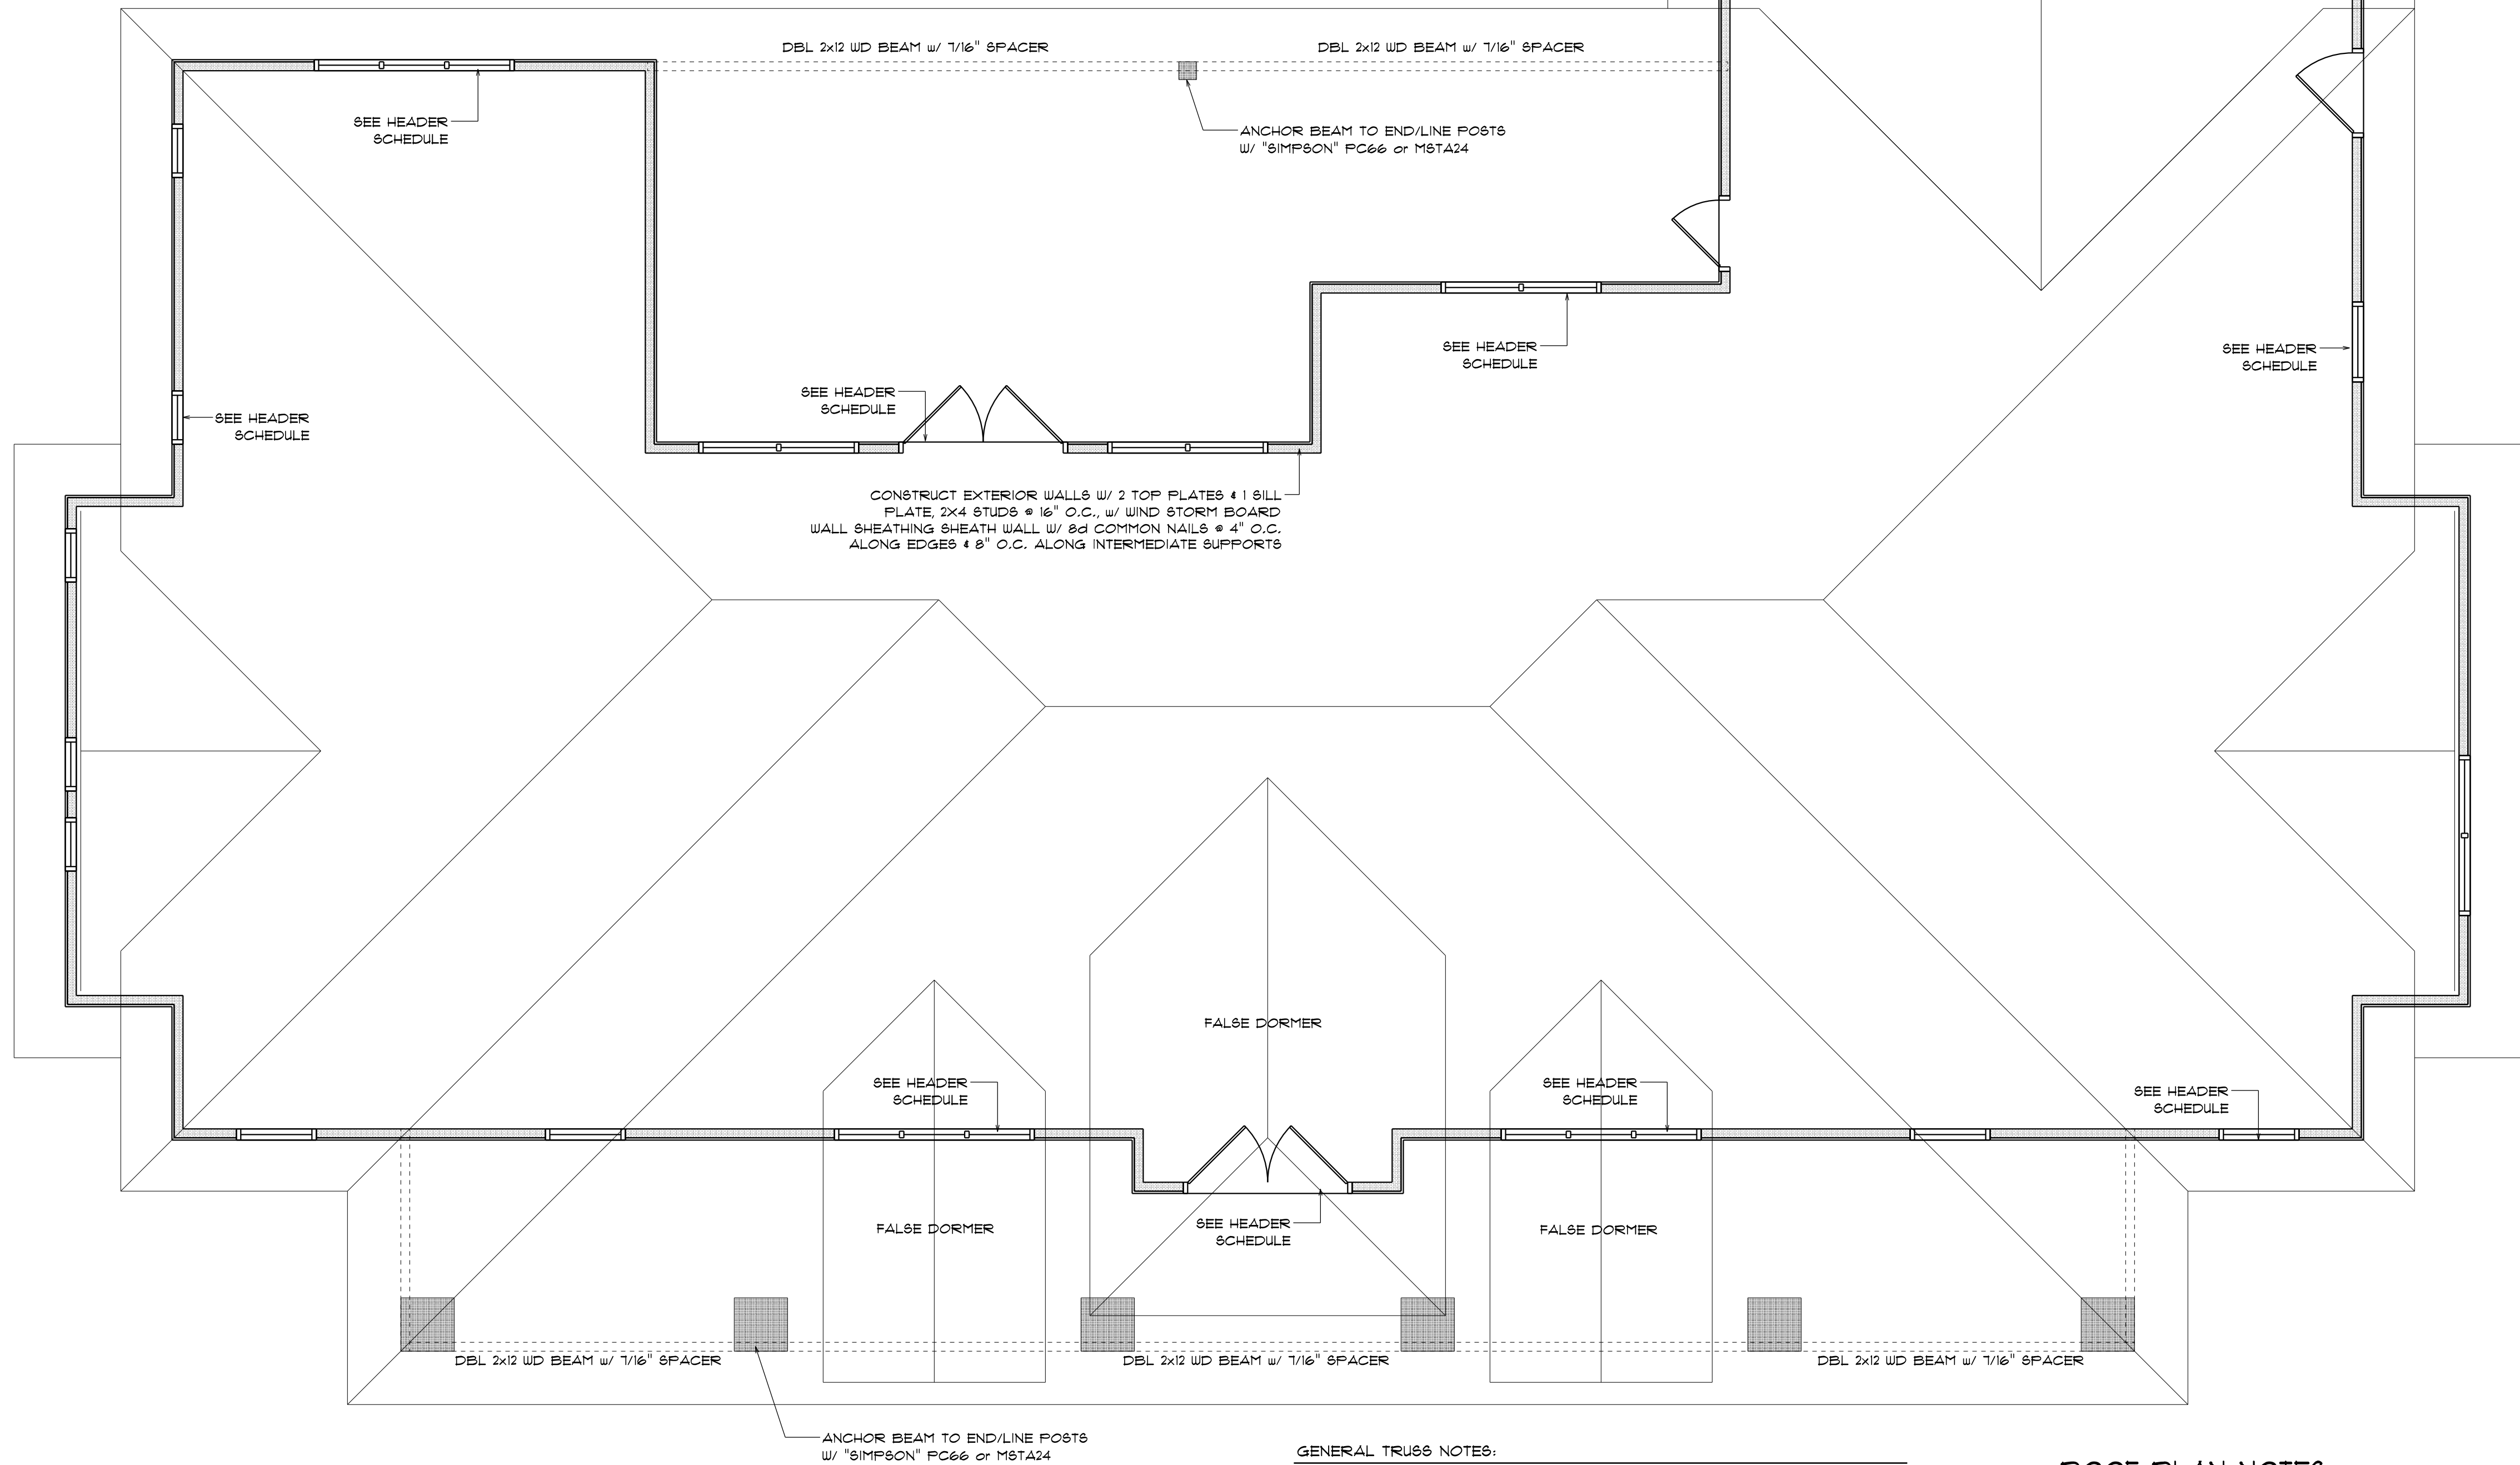 DBL 2x12 WD BEAM w/ 7/16" SPACER
DBL 2x12 WD BEAM w/ 7/16" SPACER
SEE HEADER
SCHEDULE
ANCHOR BEAM TO END/LINE POSTS
W/ "SIMPSON" PC66 or MSTA24
SEE HEADER
SCHEDULE
SEE HEADER
SCHEDULE
SEE HEADER
SCHEDULE
SEE HEADER
SCHEDULE
CONSTRUCT EXTERIOR WALLS W/ 2 TOP PLATES & 1 SILL
PLATE, 2X4 STUDS @ 16" O.C., w/ WIND STORM BOARD
WALL SHEATHING SHEATH WALL W/ 8d COMMON NAILS @ 4" O.C.
ALONG EDGES & 8" O.C. ALONG INTERMEDIATE SUPPORTS
FALSE DORMER
SEE HEADER
SCHEDULE
SEE HEADER
SCHEDULE
SEE HEADER
SCHEDULE
FALSE DORMER
SEE HEADER
SCHEDULE
FALSE DORMER
DBL 2x12 WD BEAM w/ 7/16" SPACER
DBL 2x12 WD BEAM w/ 7/16" SPACER
DBL 2x12 WD BEAM w/ 7/16" SPACER
ANCHOR BEAM TO END/LINE POSTS
W/ "SIMPSON" PC66 or MSTA24
GENERAL TRUSS NOTES:
ROOF PLAN NOTES